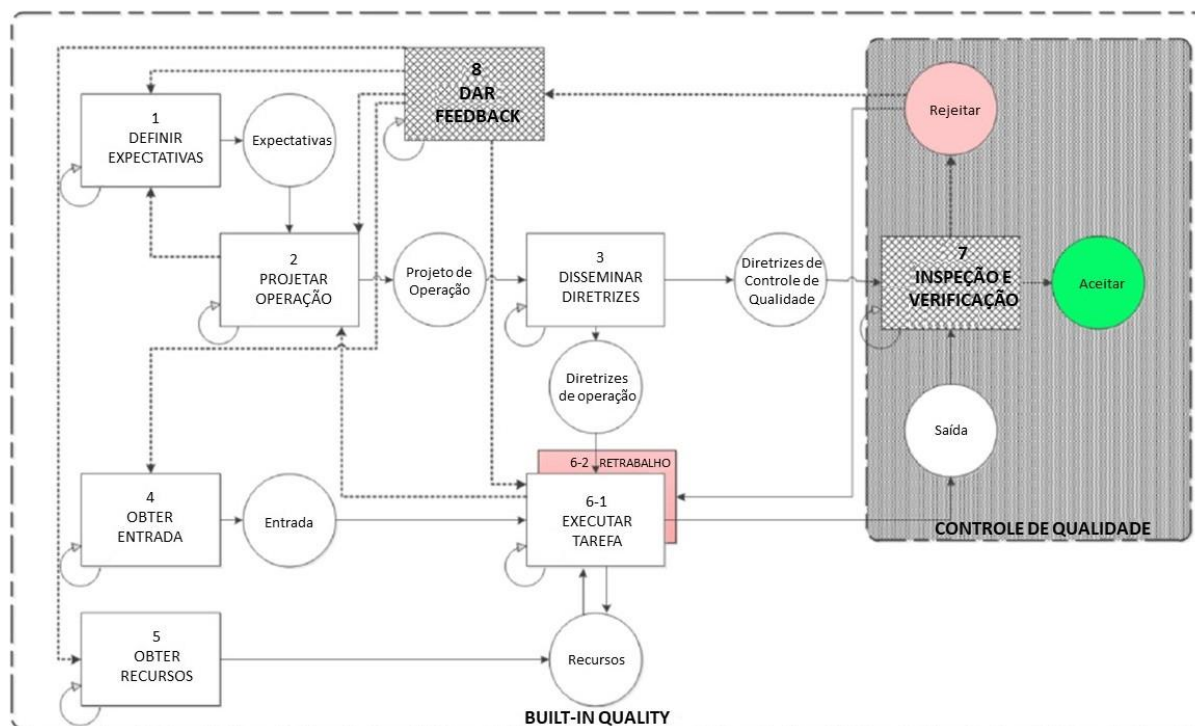 8
DAR
FEEDBACK
Rejeitar
1
DEFINIR
EXPECTATIVAS
Expectativas
2
PROJETAR
OPERAÇÃO
Projeto de
Operação
3
DISSEMINAR
DIRETRIZES
Diretrizes de
Controle de
Qualidade
7
INSPEÇÃO E
VERIFICAÇÃO
Aceitar
Diretrizes
de operação
Saída
6-2 RETRABALHO
4
OBTER
ENTRADA
Entrada
6-1
EXECUTAR
TAREFA
CONTROLE DE QUALIDADE
5
OBTER
RECURSOS
Recursos
BUILT-IN QUALITY